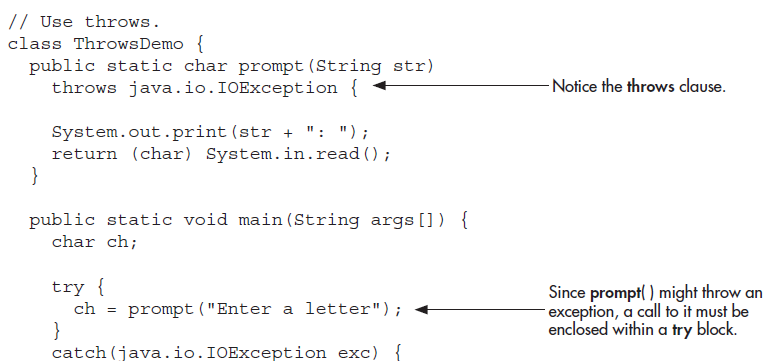 // Use throws.
class ThrowsDemo {
public static char prompt(String str)
throws java.io.IOException {
Notice the throws clause.
System.out.print(str + ": ");
return (char) System.in.read();
}
public static void main(String args[]) {
char ch;
try {
ch = prompt("Enter a letter");
Since prompt( ) might throw an
exception, a call to it must be
enclosed within a try block.
}
catch(java.io.IOException exc) {